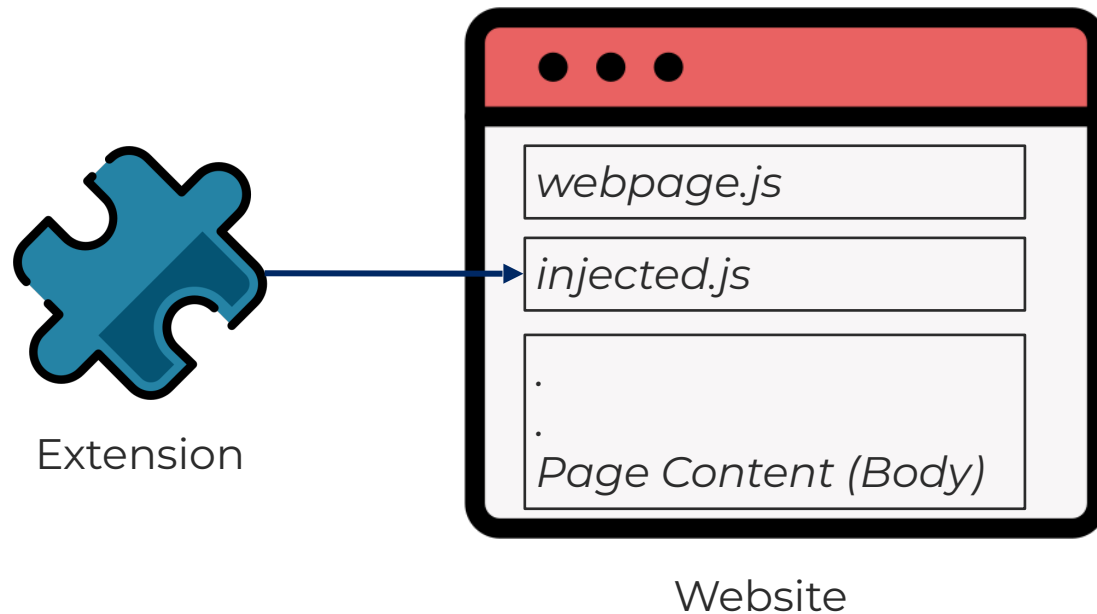 webpage.js
injected.js
.
.
Page Content (Body)
Extension
Website